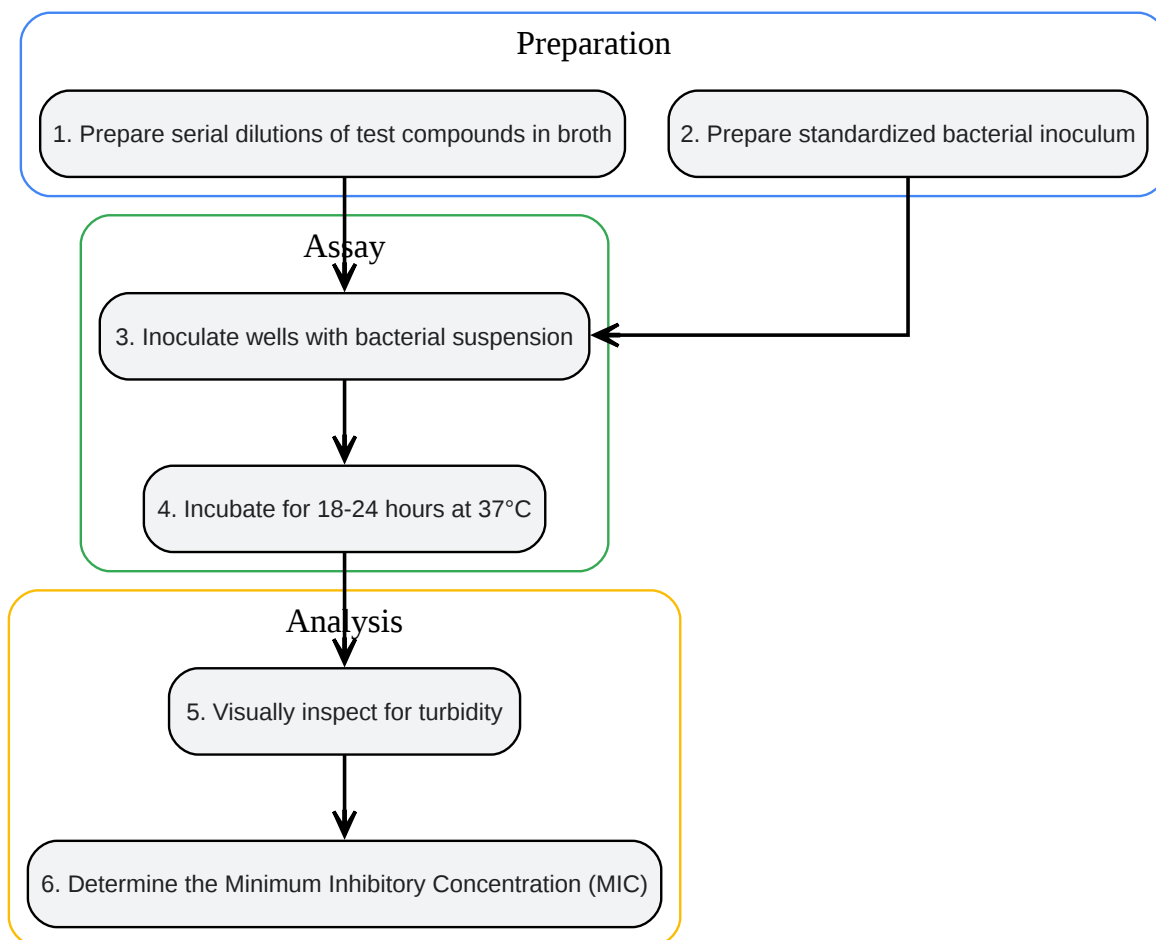 Preparation
1. Prepare serial dilutions of test compounds in broth
2. Prepare standardized bacterial inoculum
Assay
3. Inoculate wells with bacterial suspension
4. Incubate for 18-24 hours at 37°C
Analysis
5. Visually inspect for turbidity
6. Determine the Minimum Inhibitory Concentration (MIC)